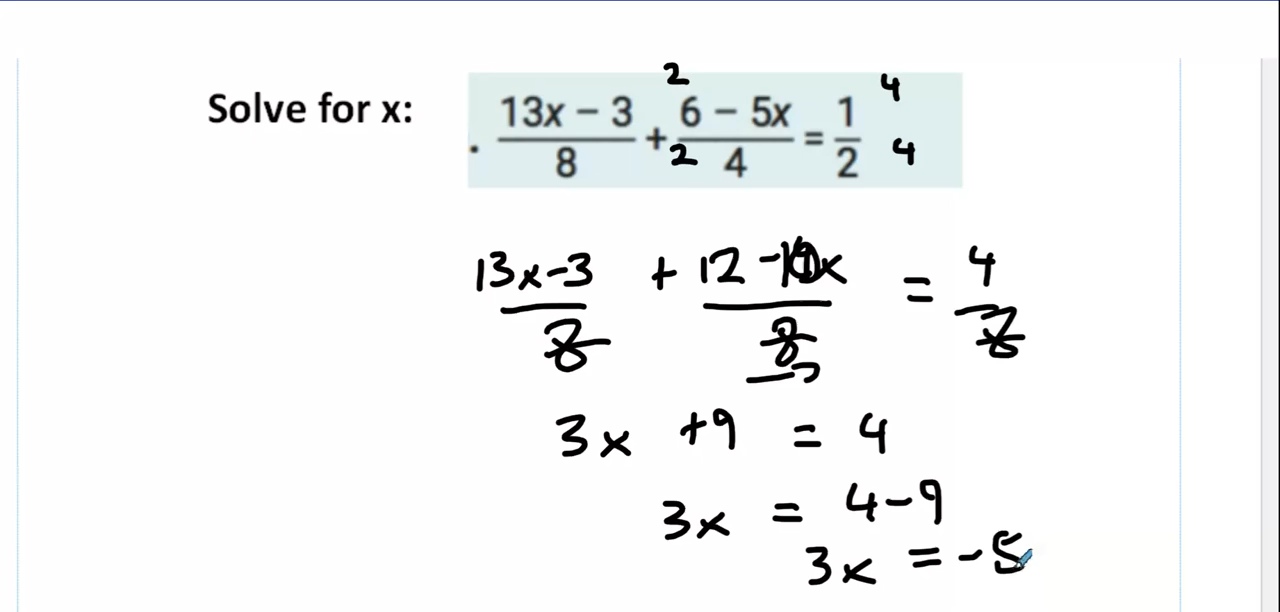 2 4
Solve for x: . 13x − 3 / 8 + 6 − 5x / 4 = 1 / 2
2 4
13x-3 / 8 + 12 -10x / 8 = 4 / 8
3x +9 = 4
3x = 4-9
3x = -5